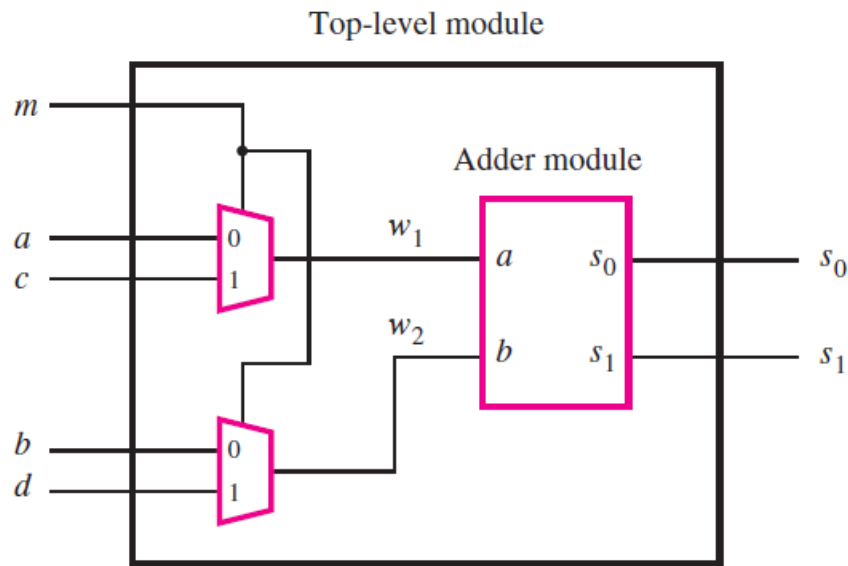 Top-level module
m
Adder module
a 0 w₁ a s₀ s₀
c 1
w₂ b s₁ s₁
b 0
d 1